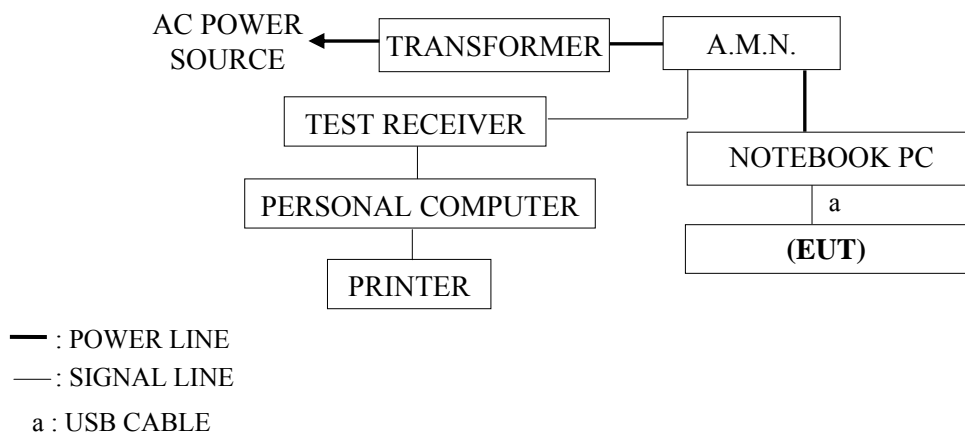 AC POWER
SOURCE
TRANSFORMER
A.M.N.
TEST RECEIVER
NOTEBOOK PC
PERSONAL COMPUTER
a
(EUT)
PRINTER
: POWER LINE
: SIGNAL LINE
a : USB CABLE